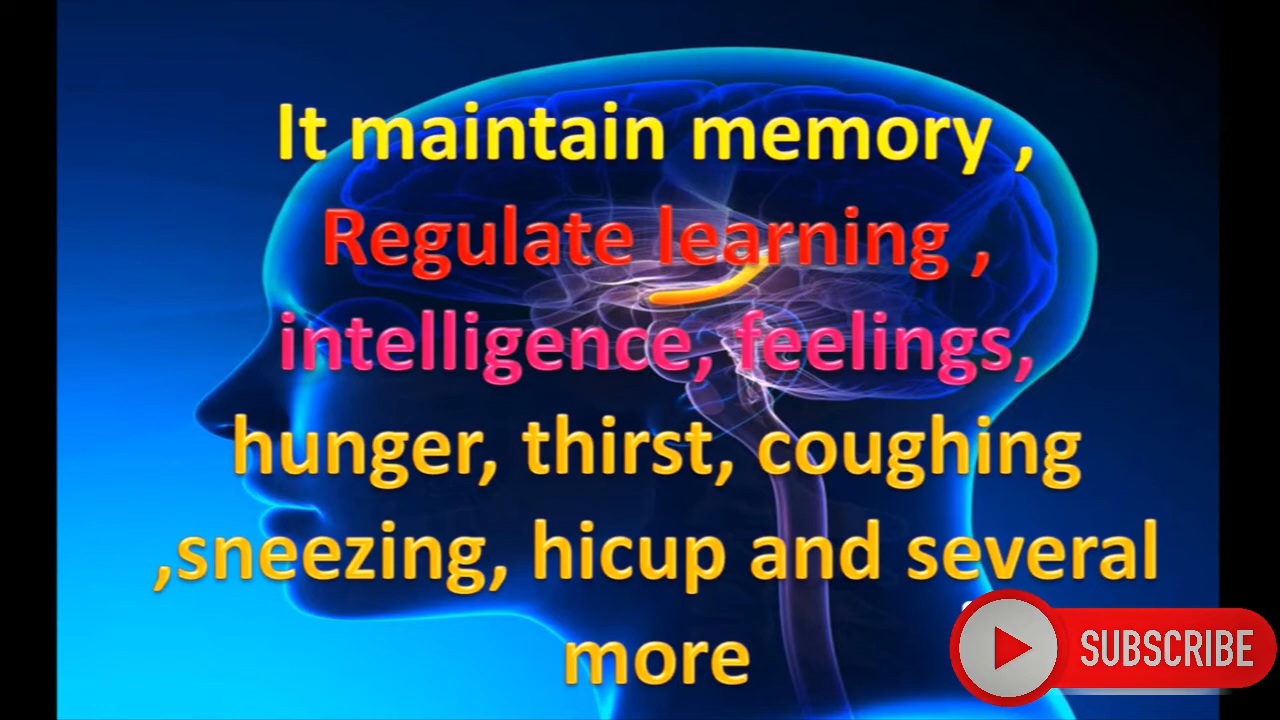 It maintain memory ,
Regulate learning ,
intelligence, feelings,
hunger, thirst, coughing
,sneezing, hicup and several
more
SUBSCRIBE